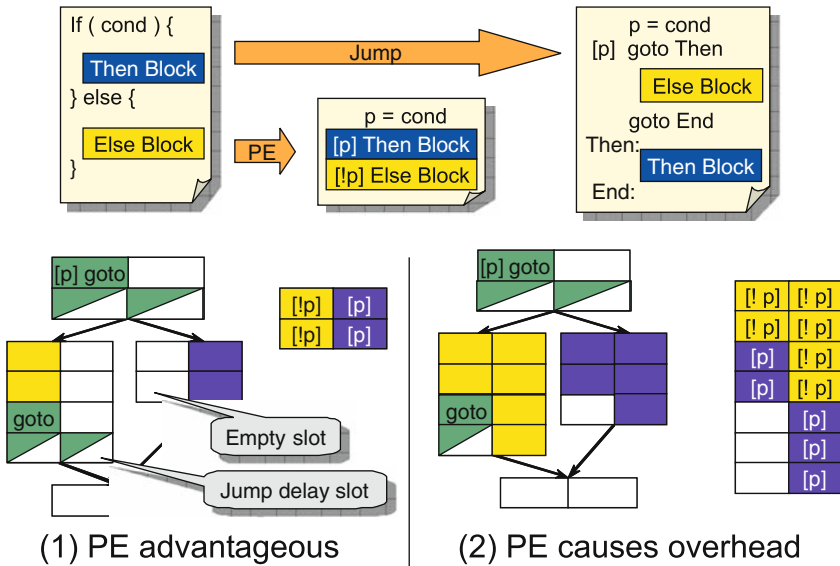 If ( cond ) {
Then Block
} else {
Else Block
}
Jump
PE
p = cond
[p] Then Block
[!p] Else Block
p = cond
[p] goto Then
Else Block
goto End
Then:
Then Block
End:
[p] goto
goto
[!p] [p]
[!p] [p]
Empty slot
Jump delay slot
(1) PE advantageous
[p] goto
goto
[! p] [! p]
[! p] [! p]
[p] [! p]
[p] [! p]
[p]
[p]
[p]
(2) PE causes overhead